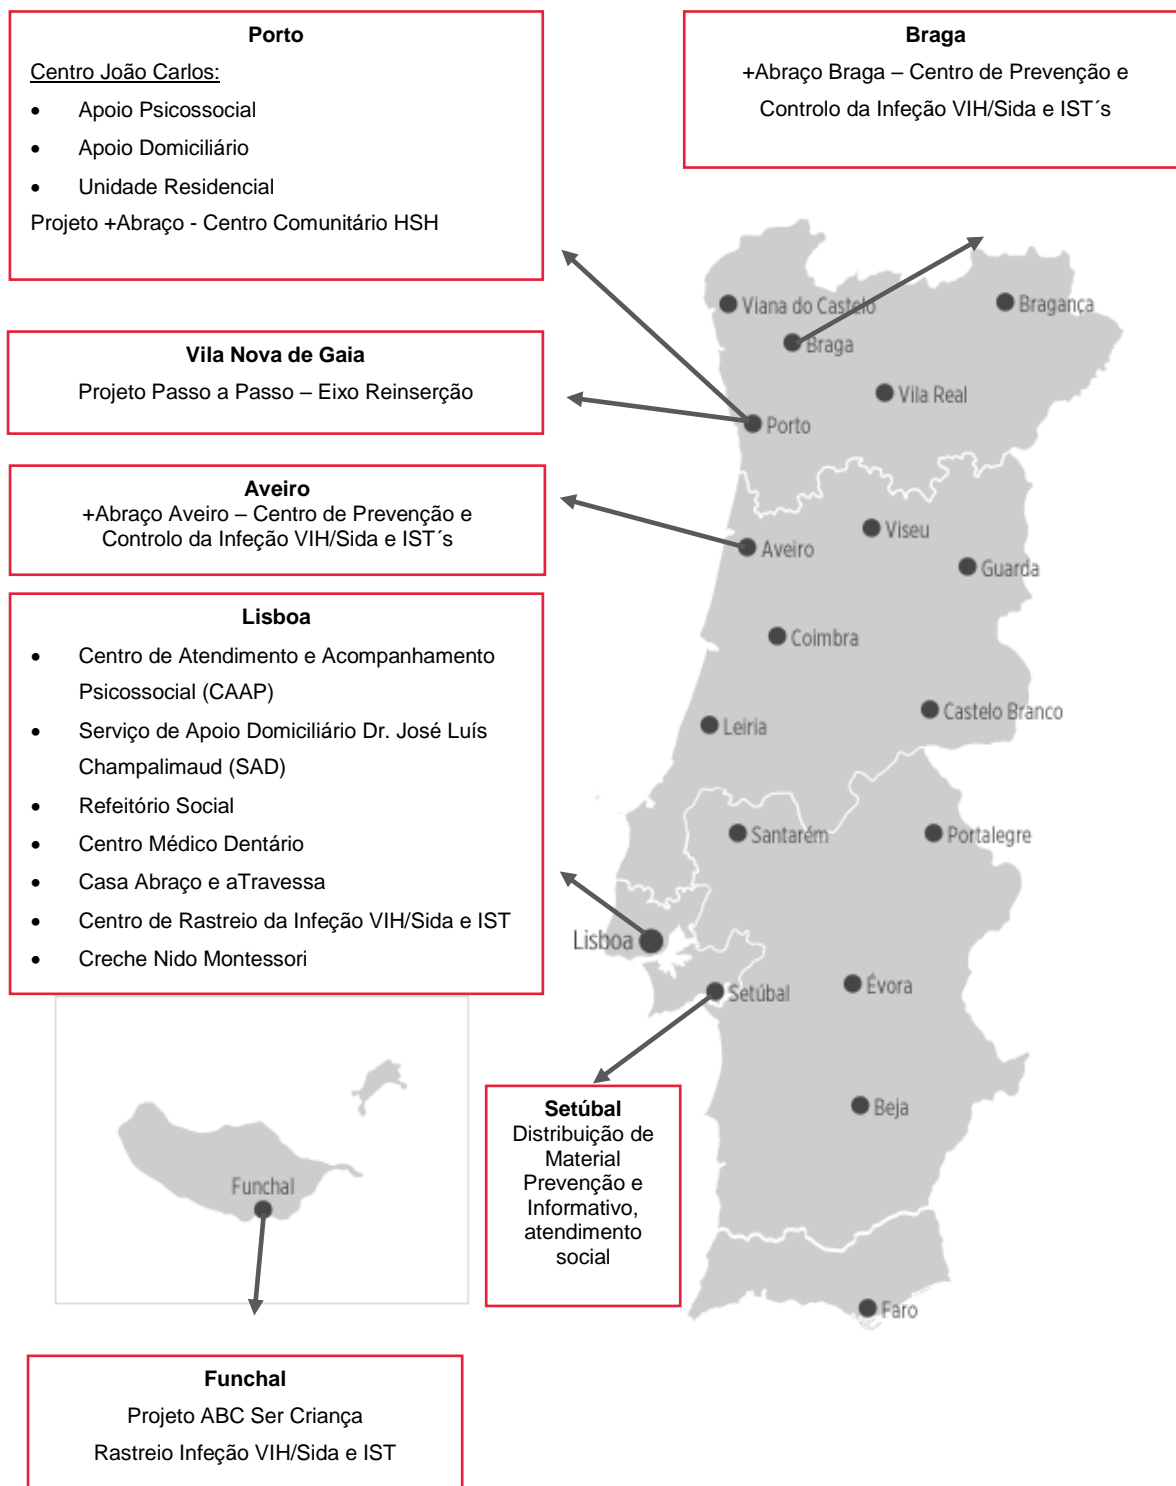 Porto
Centro João Carlos:
• Apoio Psicossocial
• Apoio Domiciliário
• Unidade Residencial
Projeto +Abraço - Centro Comunitário HSH
Braga
+Abraço Braga – Centro de Prevenção e
Controlo da Infeção VIH/Sida e IST´s
Vila Nova de Gaia
Projeto Passo a Passo – Eixo Reinserção
Aveiro
+Abraço Aveiro – Centro de Prevenção e
Controlo da Infeção VIH/Sida e IST´s
Lisboa
• Centro de Atendimento e Acompanhamento
Psicossocial (CAAP)
• Serviço de Apoio Domiciliário Dr. José Luís
Champalimaud (SAD)
• Refeitório Social
• Centro Médico Dentário
• Casa Abraço e aTravessa
• Centro de Rastreio da Infeção VIH/Sida e IST
• Creche Nido Montessori
Viana do Castelo
Bragança
Braga
Vila Real
Porto
Viseu
Aveiro
Guarda
Coimbra
Castelo Branco
Leiria
Santarém
Portalegre
Lisboa
Setúbal
Évora
Beja
Faro
Funchal
Setúbal
Distribuição de
Material
Prevenção e
Informativo,
atendimento
social
Funchal
Projeto ABC Ser Criança
Rastreio Infeção VIH/Sida e IST